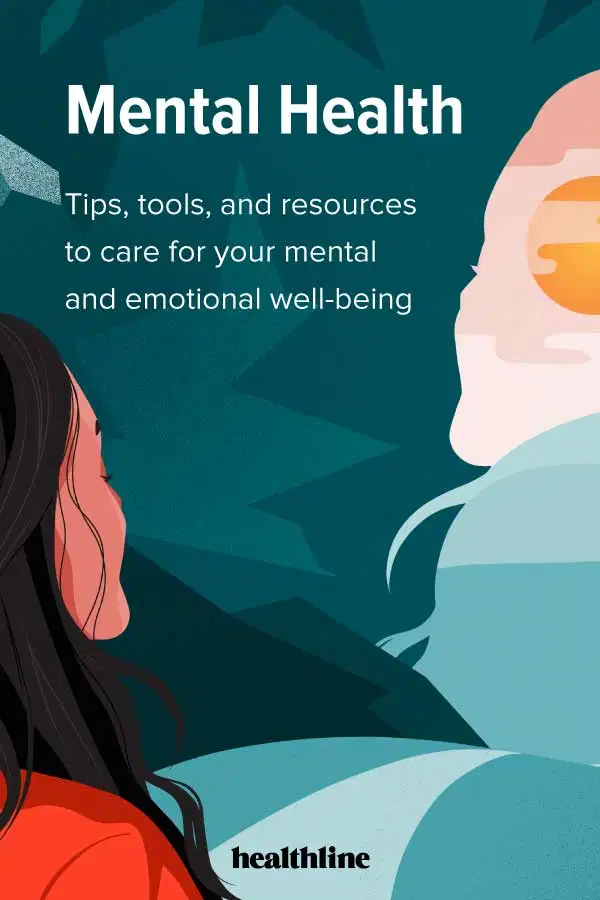 Mental Health
Tips, tools, and resources
to care for your mental
and emotional well-being
healthline